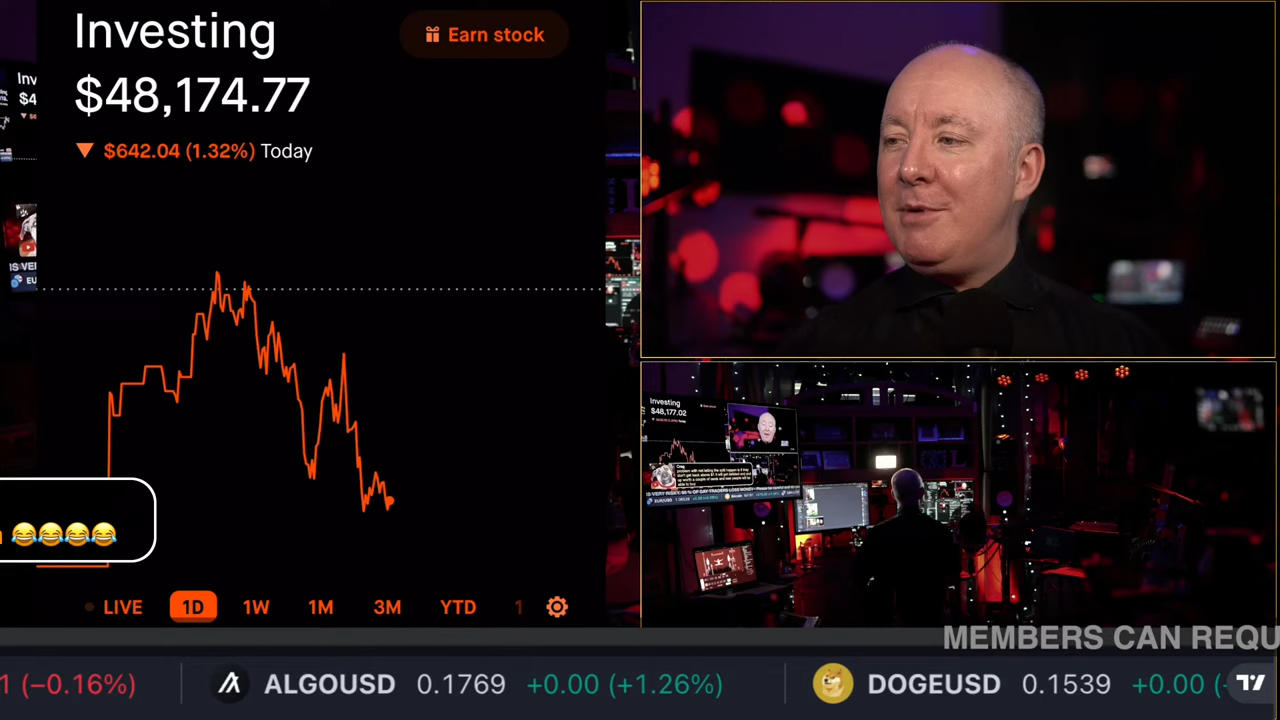 Investing
Earn stock
$48,174.77
▼ $642.04 (1.32%) Today
😂😂😂😂
LIVE 1D 1W 1M 3M YTD 1
Investing
$48,177.02
MEMBERS CAN REQU
1 (−0.16%) ALGOUSD 0.1769 +0.00 (+1.26%) DOGEUSD 0.1539 +0.00 (-